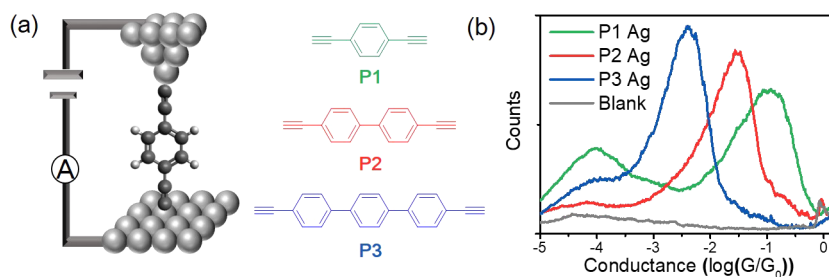 (a)
A
P1
P2
P3
(b)
P1 Ag
P2 Ag
P3 Ag
Blank
Counts
-5 -4 -3 -2 -1 0
Conductance (log(G/G₀))